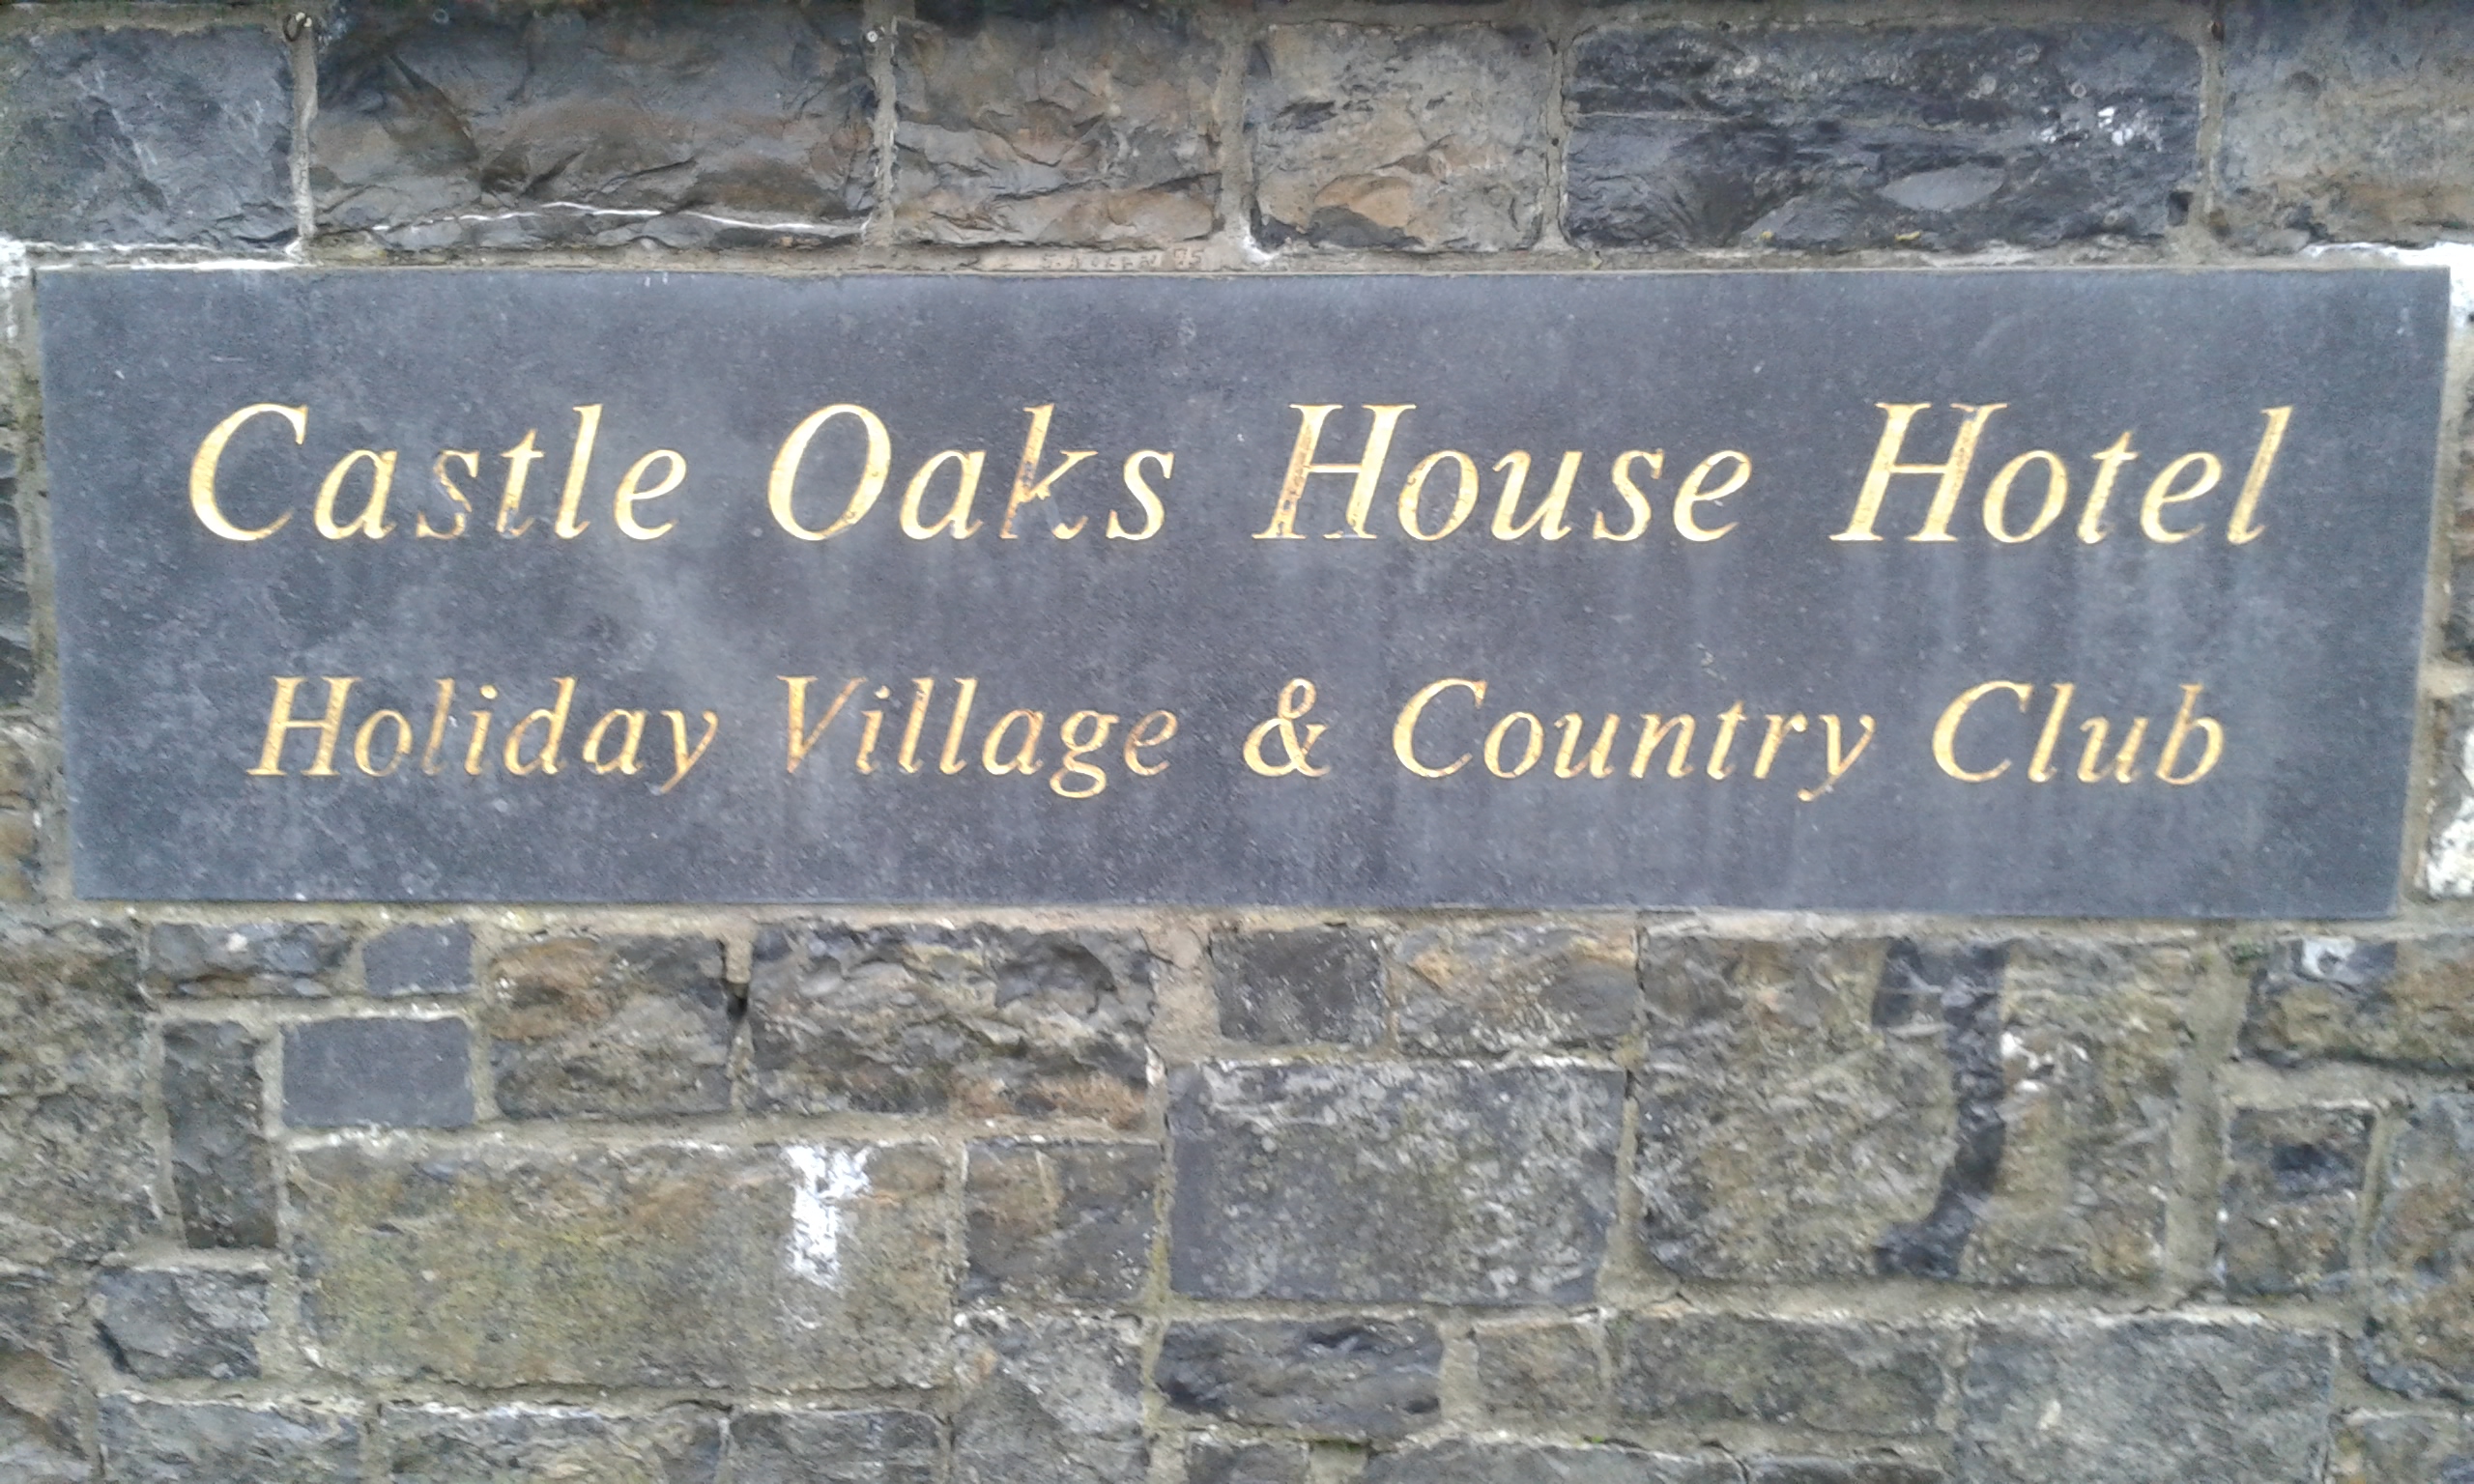 Castle Oaks House Hotel
Holiday Village & Country Club